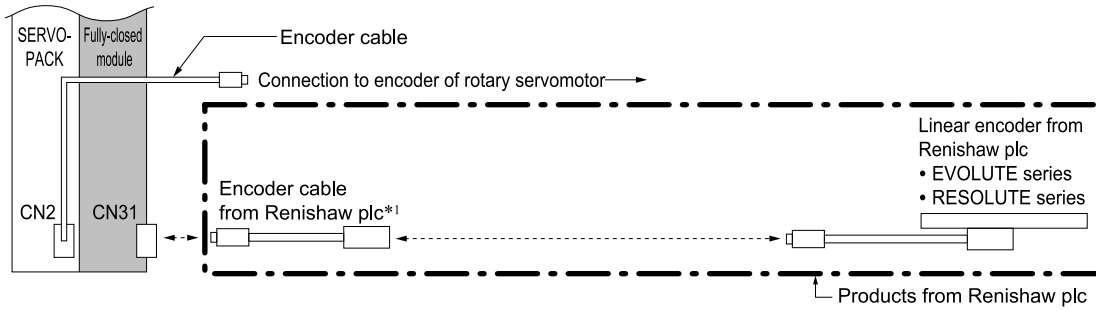 SERVO-
PACK
Fully-closed
module
Encoder cable
Connection to encoder of rotary servomotor
Linear encoder from
Renishaw plc
• EVOLUTE series
• RESOLUTE series
Encoder cable
from Renishaw plc*1
CN2
CN31
Products from Renishaw plc